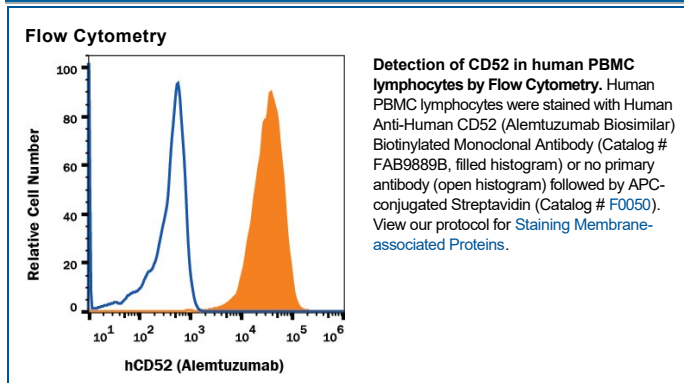 Flow Cytometry
100
80
60
40
20
0
Relative Cell Number
10¹ 10² 10³ 10⁴ 10⁵ 10⁶
hCD52 (Alemtuzumab)
Detection of CD52 in human PBMC
lymphocytes by Flow Cytometry. Human
PBMC lymphocytes were stained with Human
Anti-Human CD52 (Alemtuzumab Biosimilar)
Biotinylated Monoclonal Antibody (Catalog #
FAB9889B, filled histogram) or no primary
antibody (open histogram) followed by APC-
conjugated Streptavidin (Catalog # F0050).
View our protocol for Staining Membrane-
associated Proteins.